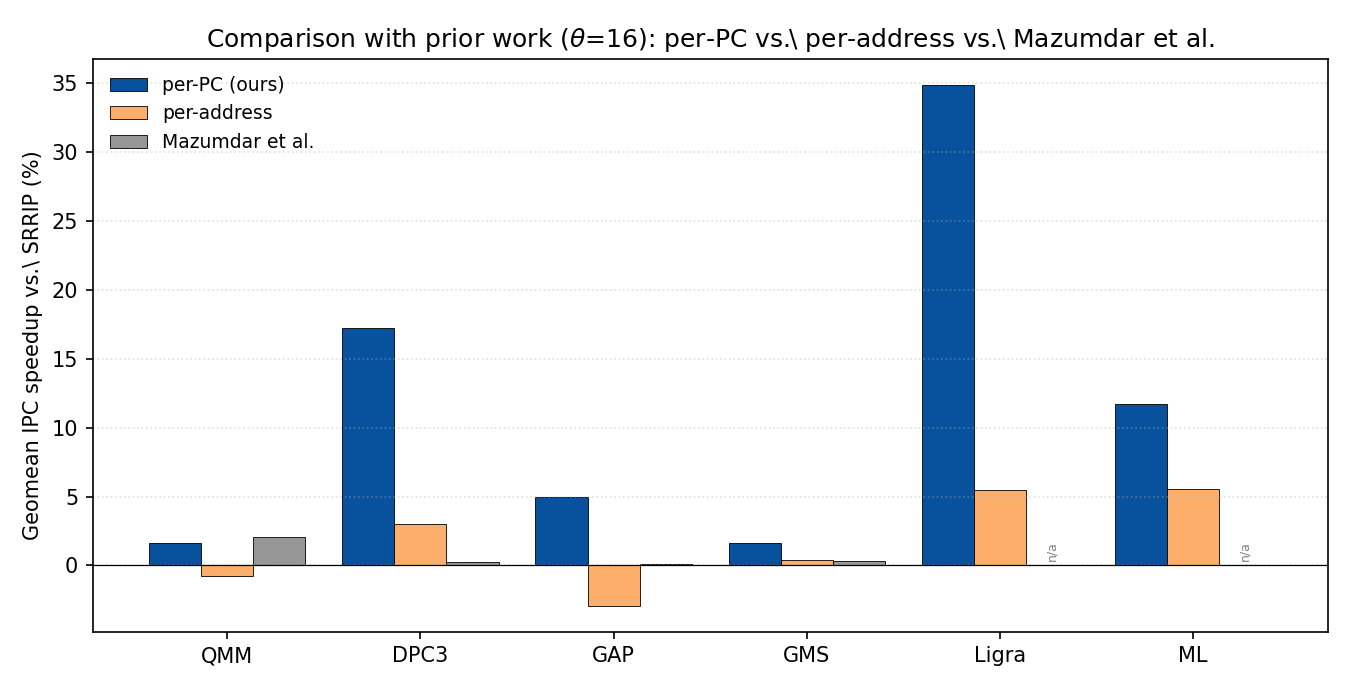 Comparison with prior work (θ=16): per-PC vs.\ per-address vs.\ Mazumdar et al.
per-PC (ours)
per-address
Mazumdar et al.
Geomean IPC speedup vs.\ SRRIP (%)
35
30
25
20
15
10
5
0
n/a
n/a
QMM
DPC3
GAP
GMS
Ligra
ML